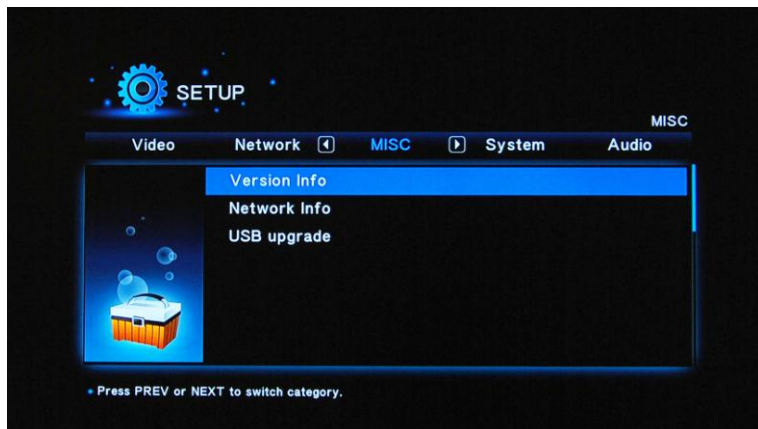 SETUP
MISC
Video Network MISC System Audio
Version Info
Network Info
USB upgrade
Press PREV or NEXT to switch category.